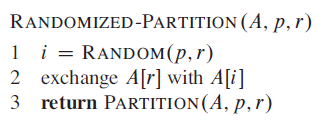 RANDOMIZED-PARTITION(A, p, r)
1 i = RANDOM(p, r)
2 exchange A[r] with A[i]
3 return PARTITION(A, p, r)